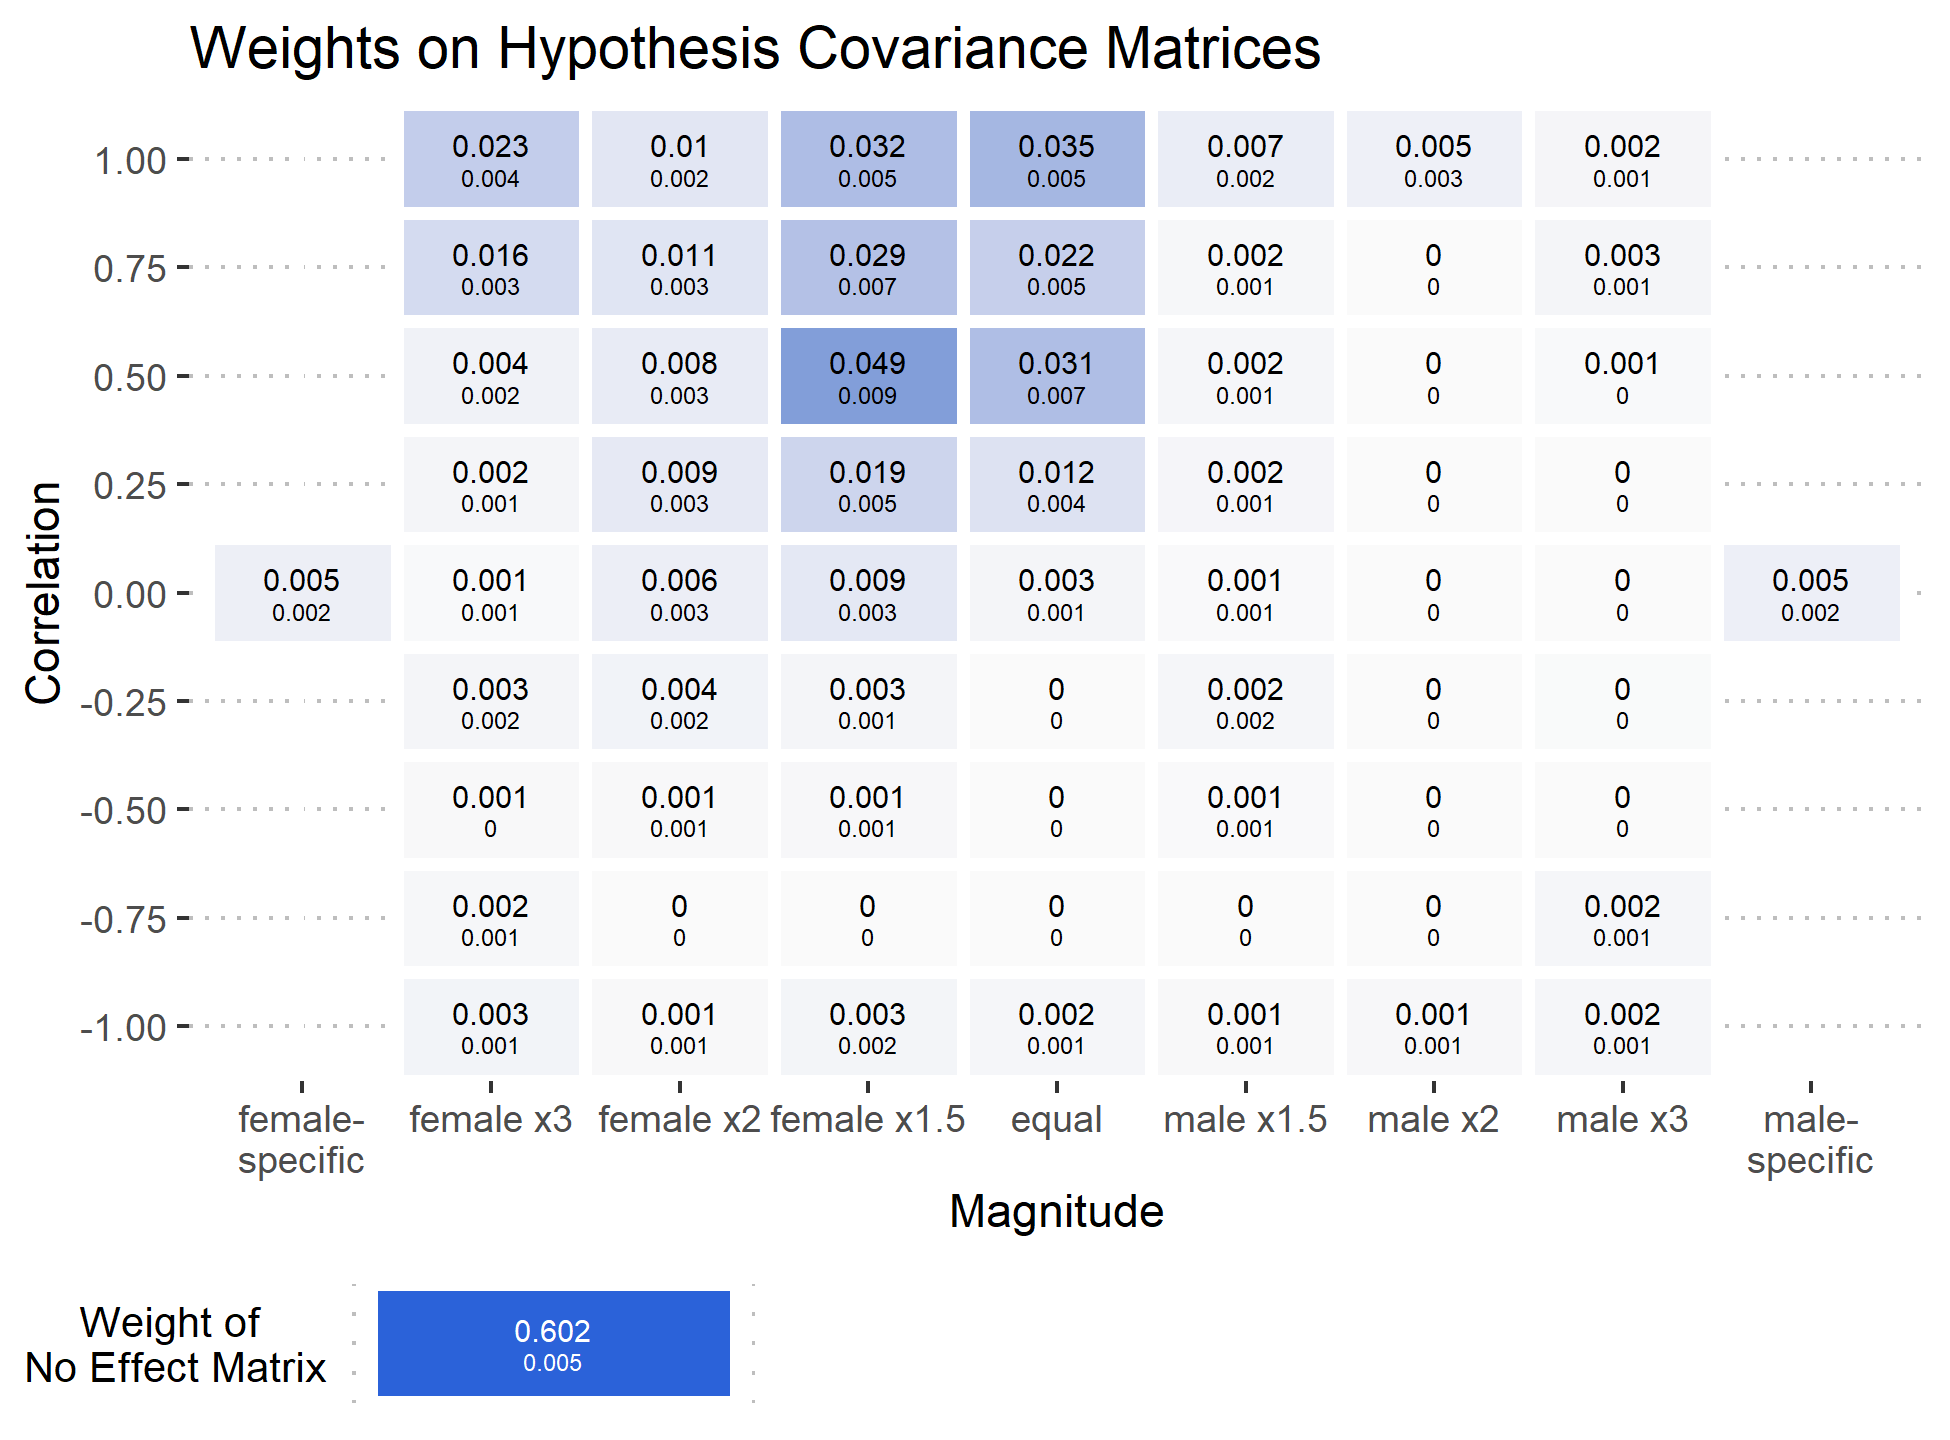 Weights on Hypothesis Covariance Matrices
1.00 0.023 0.01 0.032 0.035 0.007 0.005 0.002
0.004 0.002 0.005 0.005 0.002 0.003 0.001
0.75 0.016 0.011 0.029 0.022 0.002 0 0.003
0.003 0.003 0.007 0.005 0.001 0 0.001
0.50 0.004 0.008 0.049 0.031 0.002 0 0.001
0.002 0.003 0.009 0.007 0.001 0 0
0.25 0.002 0.009 0.019 0.012 0.002 0 0
0.001 0.003 0.005 0.004 0.001 0 0
0.00 0.005 0.001 0.006 0.009 0.003 0.001 0 0 0.005
0.002 0.001 0.003 0.003 0.001 0.001 0 0 0.002
-0.25 0.003 0.004 0.003 0 0.002 0 0
0.002 0.002 0.001 0 0.002 0 0
-0.50 0.001 0.001 0.001 0 0.001 0 0
0 0.001 0.001 0 0.001 0 0
-0.75 0.002 0 0 0 0 0 0.002
0.001 0 0 0 0 0 0.001
-1.00 0.003 0.001 0.003 0.002 0.001 0.001 0.002
0.001 0.001 0.002 0.001 0.001 0.001 0.001
Correlation
female- female x3 female x2 female x1.5 equal male x1.5 male x2 male x3 male-
specific specific
Magnitude
Weight of
No Effect Matrix
0.602
0.005